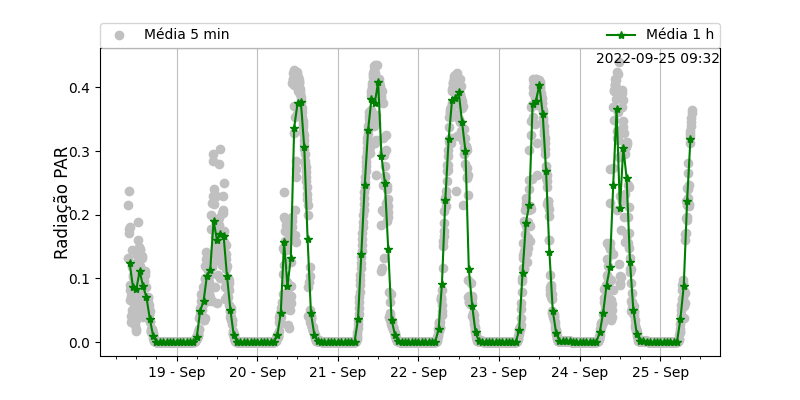 Média 5 min
Média 1 h
2022-09-25 09:32
Radiação PAR
0.4
0.3
0.2
0.1
0.0
19 - Sep
20 - Sep
21 - Sep
22 - Sep
23 - Sep
24 - Sep
25 - Sep